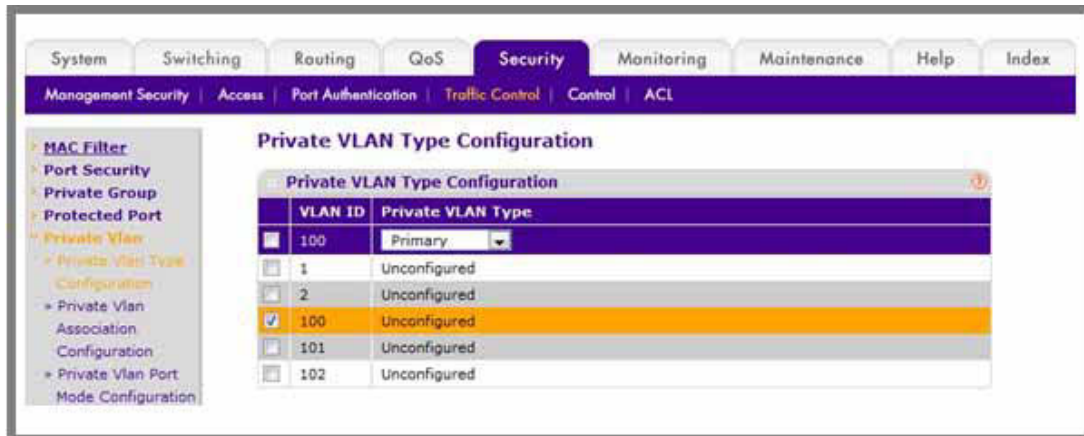 System Switching Routing QoS Security Monitoring Maintenance Help Index
Management Security | Access | Port Authentication | Traffic Control | Control | ACL
MAC Filter
Port Security
Private Group
Protected Port
Private Vlan
Private Vlan Type
Configuration
Private Vlan
Association
Configuration
Private Vlan Port
Mode Configuration
Private VLAN Type Configuration
Private VLAN Type Configuration
VLAN ID Private VLAN Type
100 Primary
1 Unconfigured
2 Unconfigured
100 Unconfigured
101 Unconfigured
102 Unconfigured